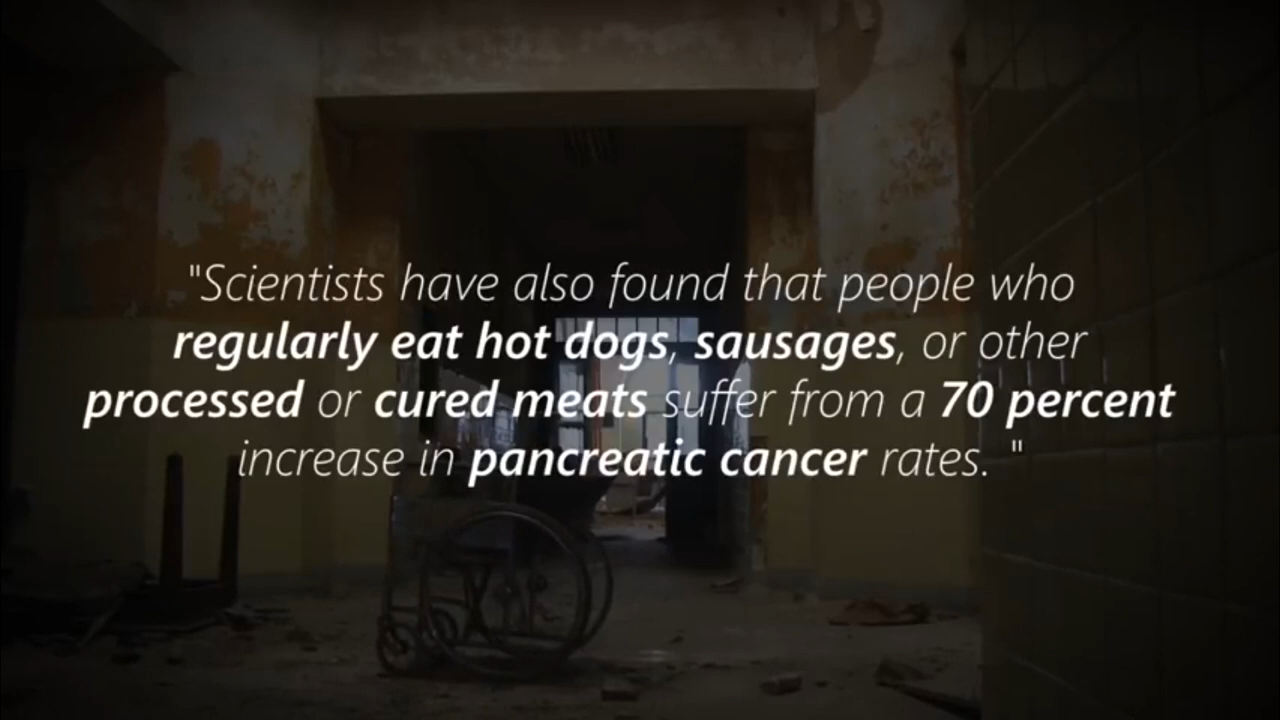 "Scientists have also found that people who
regularly eat hot dogs, sausages, or other
processed or cured meats suffer from a 70 percent
increase in pancreatic cancer rates. "